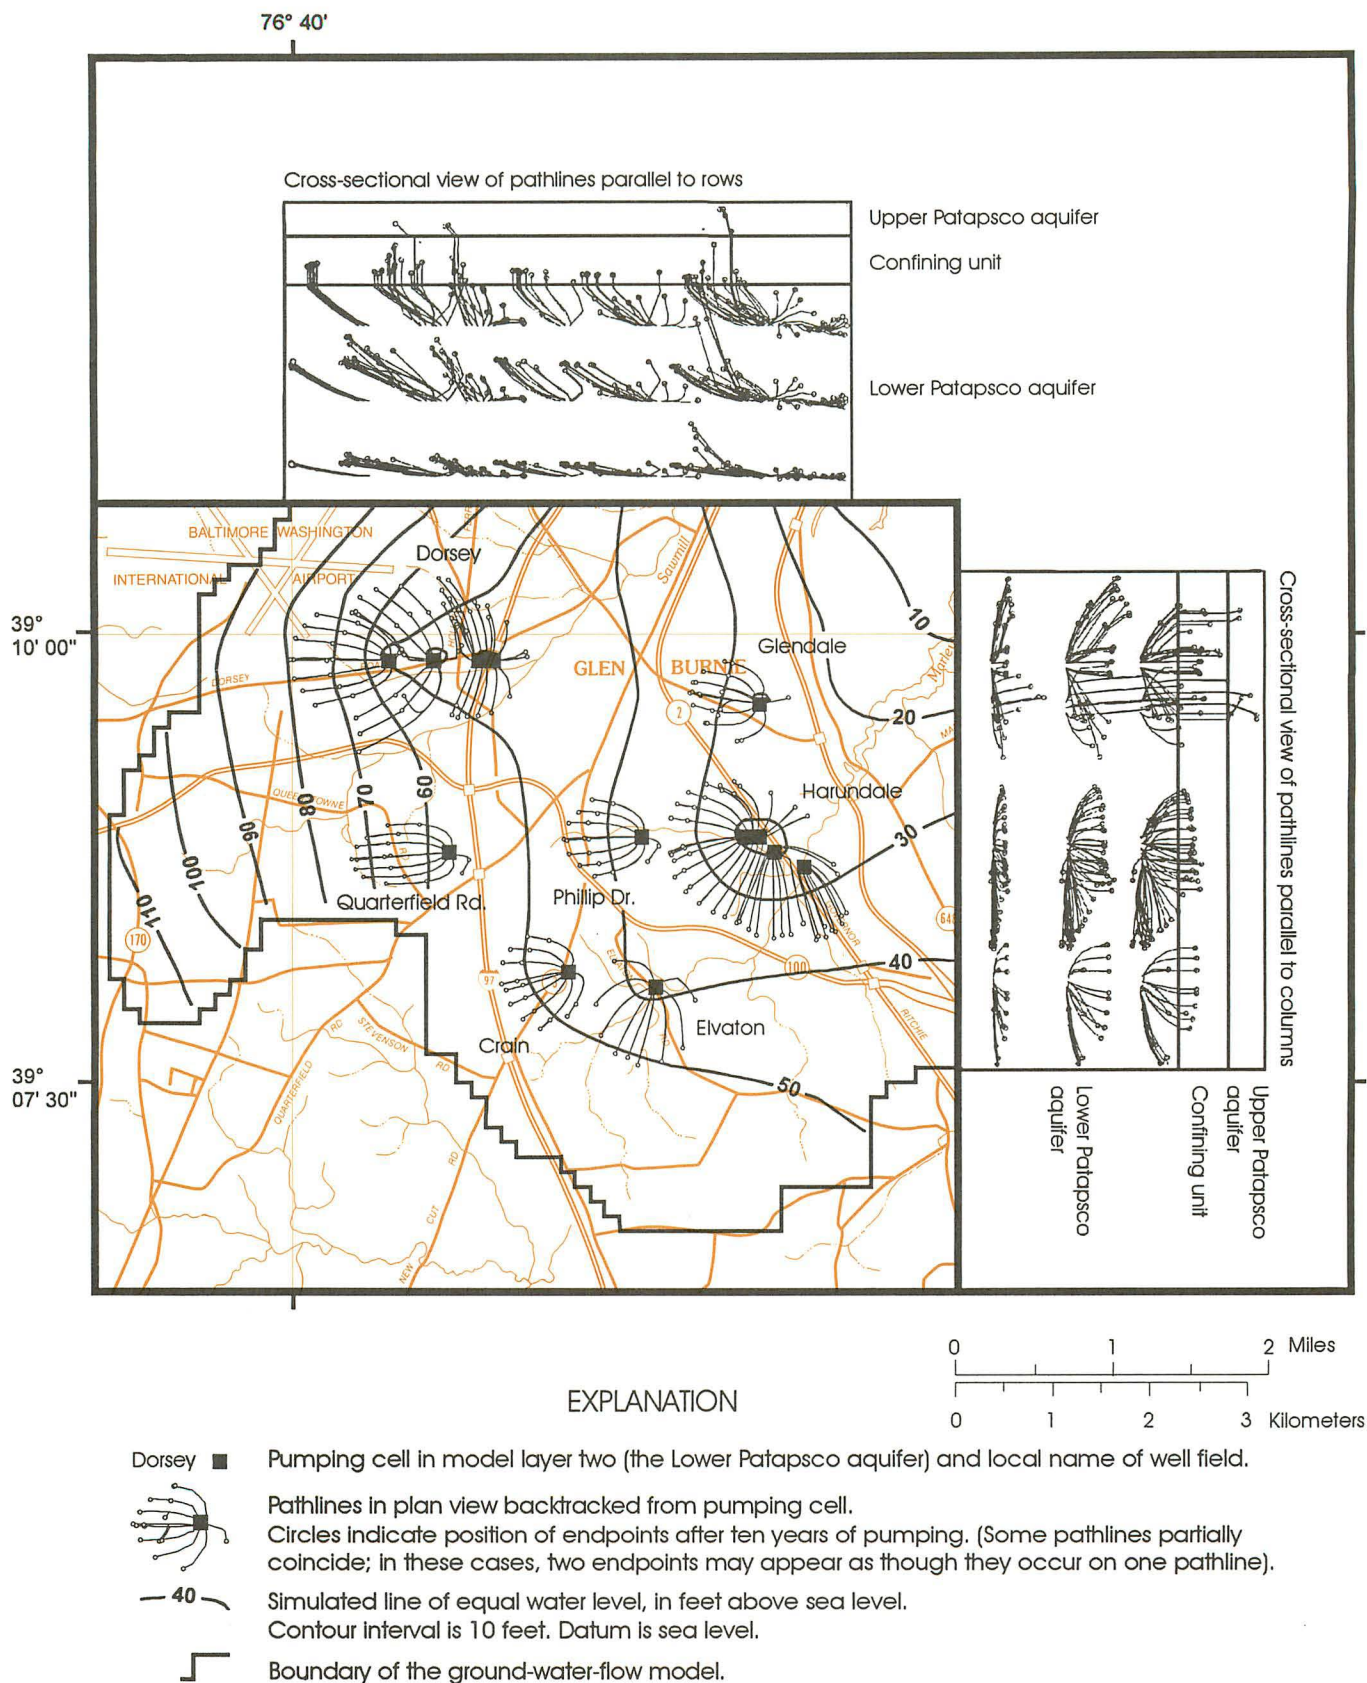 76° 40'
Cross-sectional view of pathlines parallel to rows
Upper Patapsco aquifer
Confining unit
Lower Patapsco aquifer
BALTIMORE WASHINGTON
INTERNATIONAL AIRPORT
Dorsey
Sawmill
10
39°
10' 00"
Glendale
GLEN BURNIE
DORSEY
Marley
2
20
Harundale
QUEENSTOWNE
RD
60
70
80
90
100
110
30
Quarterfield Rd.
Phillip Dr.
170
648
97
100
40
Crain
Elvaton
RITCHIE
STEVENSON
RD
RD
QUARTERFIELD
39°
07' 30"
50
RD
CUT
NEW
Cross-sectional view of pathlines parallel to columns
Lower Patapsco
aquifer
Confining unit
Upper Patapsco
aquifer
0 1 2 Miles
0 1 2 3 Kilometers
EXPLANATION
Dorsey Pumping cell in model layer two (the Lower Patapsco aquifer) and local name of well field.
Pathlines in plan view backtracked from pumping cell.
Circles indicate position of endpoints after ten years of pumping. (Some pathlines partially
coincide; in these cases, two endpoints may appear as though they occur on one pathline).
40 Simulated line of equal water level, in feet above sea level.
Contour interval is 10 feet. Datum is sea level.
Boundary of the ground-water-flow model.